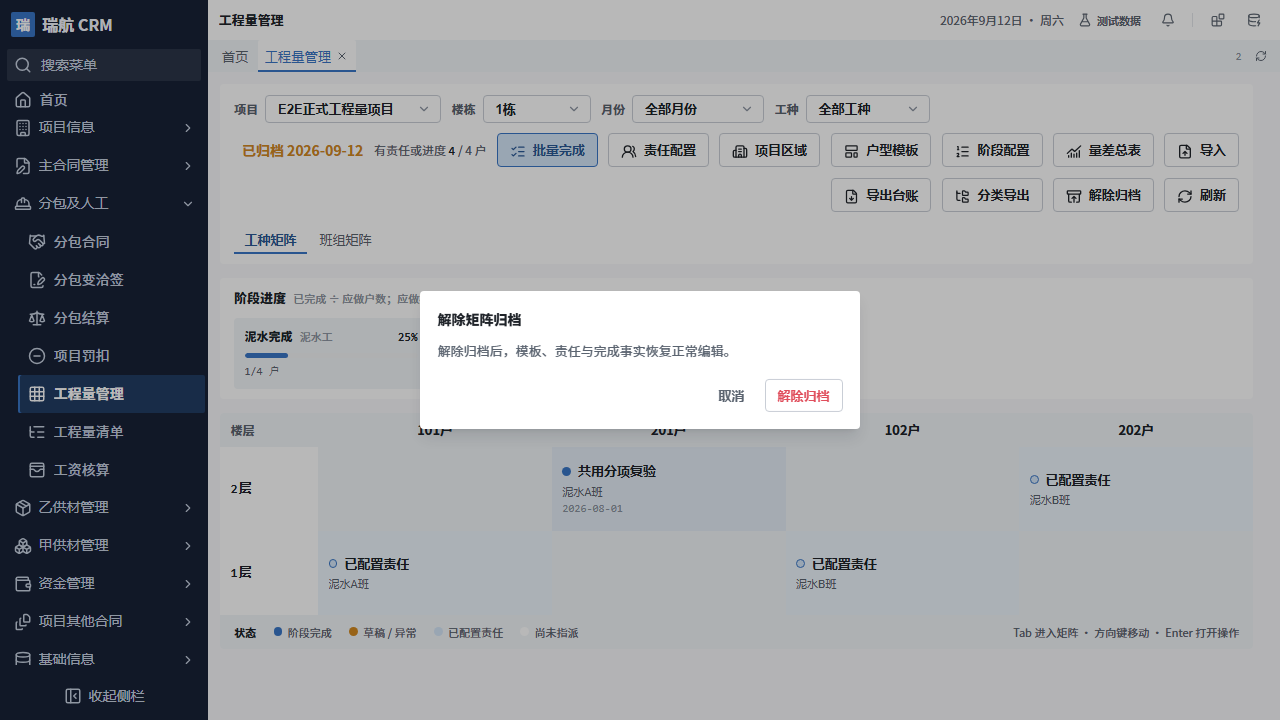 瑞 瑞航 CRM
搜索菜单
首页
项目信息
主合同管理
分包及人工
分包合同
分包变洽签
分包结算
项目罚扣
工程量管理
工程量清单
工资核算
乙供材管理
甲供材管理
资金管理
项目其他合同
基础信息
收起侧栏
工程量管理
2026年9月12日 · 周六 测试数据
首页 工程量管理 2
项目 E2E正式工程量项目 楼栋 1栋 月份 全部月份 工种 全部工种
已归档 2026-09-12 有责任或进度 4 / 4 户 批量完成 责任配置 项目区域 户型模板 阶段配置 量差总表 导入
导出台账 分类导出 解除归档 刷新
工种矩阵 班组矩阵
阶段进度 已完成 ÷ 应做户数；应做
泥水完成 泥水工 25%
1/4 户
解除矩阵归档
解除归档后，模板、责任与完成事实恢复正常编辑。
取消 解除归档
楼层 101户 201户 102户 202户
2层
共用分项复验
泥水A班
2026-08-01
已配置责任
泥水B班
1层
已配置责任
泥水A班
已配置责任
泥水B班
状态 阶段完成 草稿 / 异常 已配置责任 尚未指派
Tab 进入矩阵 · 方向键移动 · Enter 打开操作